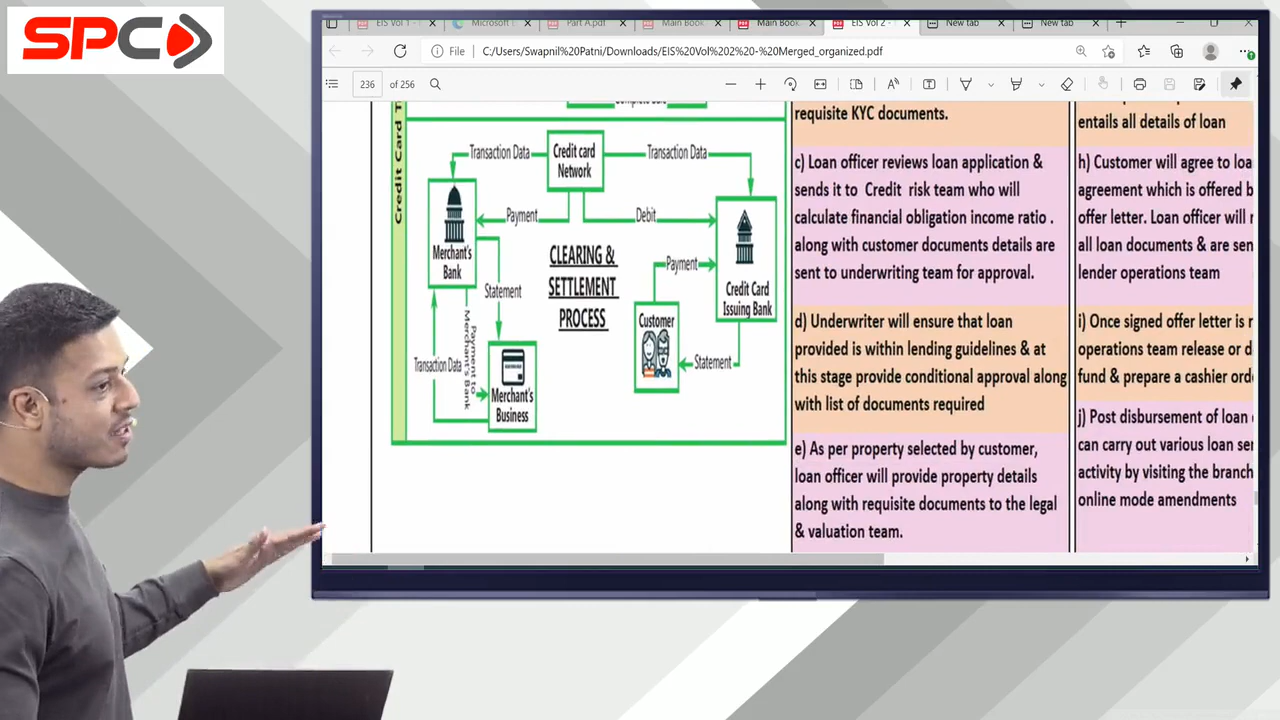 SPC
EIS Vol 1 -
Microsoft
Part A.pdf
Main Book
Main Book
EIS Vol 2 -
New tab
New tab
File
C:/Users/Swapnil%20Patni/Downloads/EIS%20Vol%202%20-%20Merged_organized.pdf
236 of 256
Credit Card T
Complete Sale
Transaction Data
Credit card
Network
Transaction Data
Payment
Debit
Merchant's
Bank
CLEARING &
SETTLEMENT
PROCESS
Payment
Credit Card
Issuing Bank
Statement
Customer
Transaction Data
Payment to
Merchant's Bank
Merchant's
Business
Statement
requisite KYC documents.
c) Loan officer reviews loan application &
sends it to Credit risk team who will
calculate financial obligation income ratio .
along with customer documents details are
sent to underwriting team for approval.
d) Underwriter will ensure that loan
provided is within lending guidelines & at
this stage provide conditional approval along
with list of documents required
e) As per property selected by customer,
loan officer will provide property details
along with requisite documents to the legal
& valuation team.
entails all details of loan
h) Customer will agree to loa
agreement which is offered b
offer letter. Loan officer will r
all loan documents & are sen
lender operations team
i) Once signed offer letter is r
operations team release or d
fund & prepare a cashier ord
j) Post disbursement of loan
can carry out various loan ser
activity by visiting the branch
online mode amendments